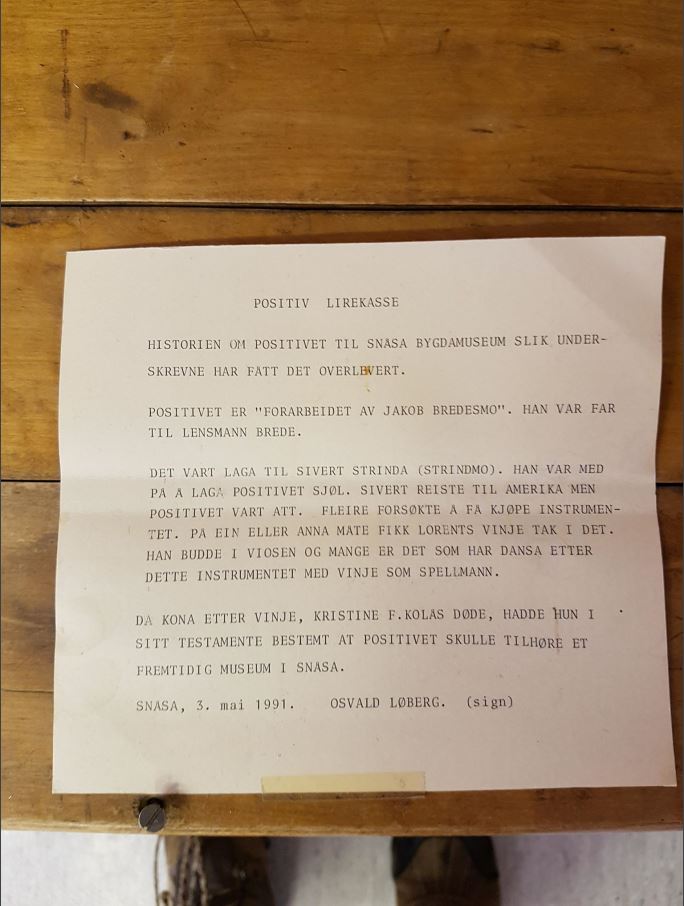 POSITIV LIREKASSE
HISTORIEN OM POSITIVET TIL SNASA BYGDAMUSEUM SLIK UNDER-
SKREVNE HAR FATT DET OVERLEVERT.
POSITIVET ER "FORARBEIDET AV JAKOB BREDESMO". HAN VAR FAR
TIL LENSMANN BREDE.
DET VART LAGA TIL SIVERT STRINDA (STRINDMO). HAN VAR MED
PA A LAGA POSITIVET SJØL. SIVERT REISTE TIL AMERIKA MEN
POSITIVET VART ATT. FLEIRE FORSØKTE A FA KJØPE INSTRUMEN-
TET. PA EIN ELLER ANNA MATE FIKK LORENTS VINJE TAK I DET.
HAN BUDDE I VIOSEN OG MANGE ER DET SOM HAR DANSA ETTER
DETTE INSTRUMENTET MED VINJE SOM SPELLMANN.
DA KONA ETTER VINJE, KRISTINE F.KOLAS DØDE, HADDE HUN I
SITT TESTAMENTE BESTEMT AT POSITIVET SKULLE TILHØRE ET
FREMTIDIG MUSEUM I SNASA.
SNASA, 3. mai 1991. OSVALD LØBERG. (sign)